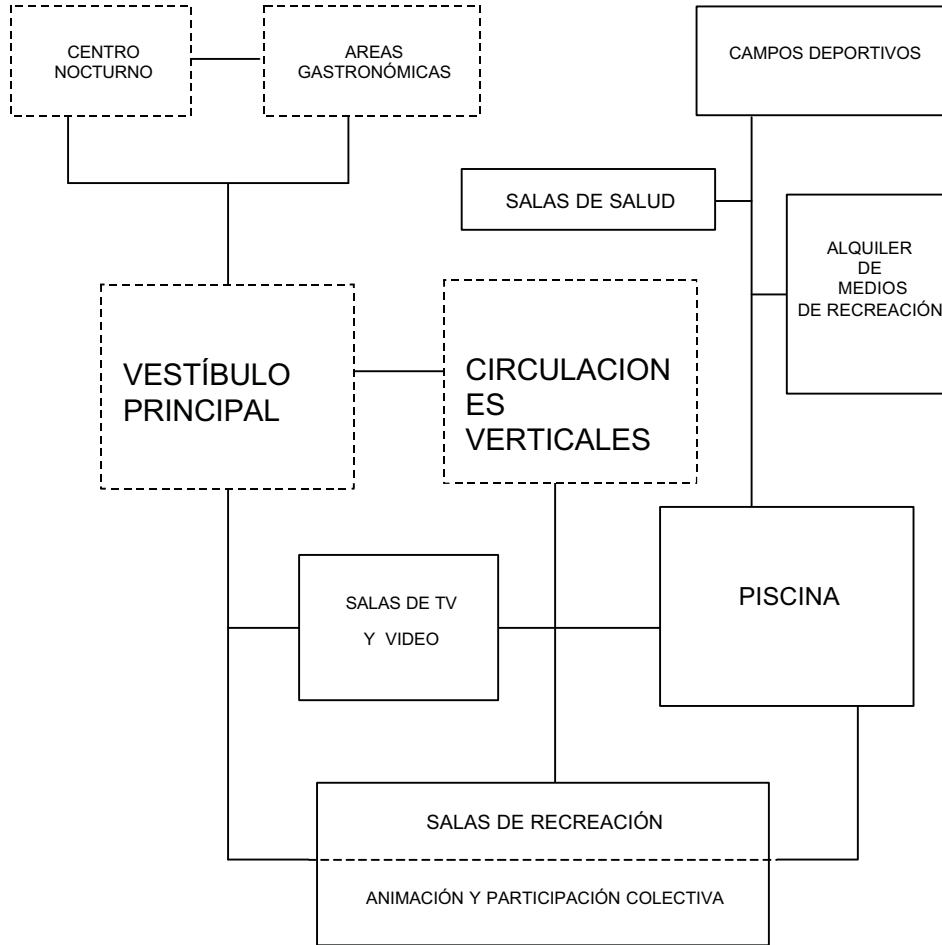 CENTRO
NOCTURNO
AREAS
GASTRONÓMICAS
CAMPOS DEPORTIVOS
SALAS DE SALUD
ALQUILER
DE
MEDIOS
DE RECREACIÓN
VESTÍBULO
PRINCIPAL
CIRCULACION
ES
VERTICALES
SALAS DE TV
Y VIDEO
PISCINA
SALAS DE RECREACIÓN
ANIMACIÓN Y PARTICIPACIÓN COLECTIVA